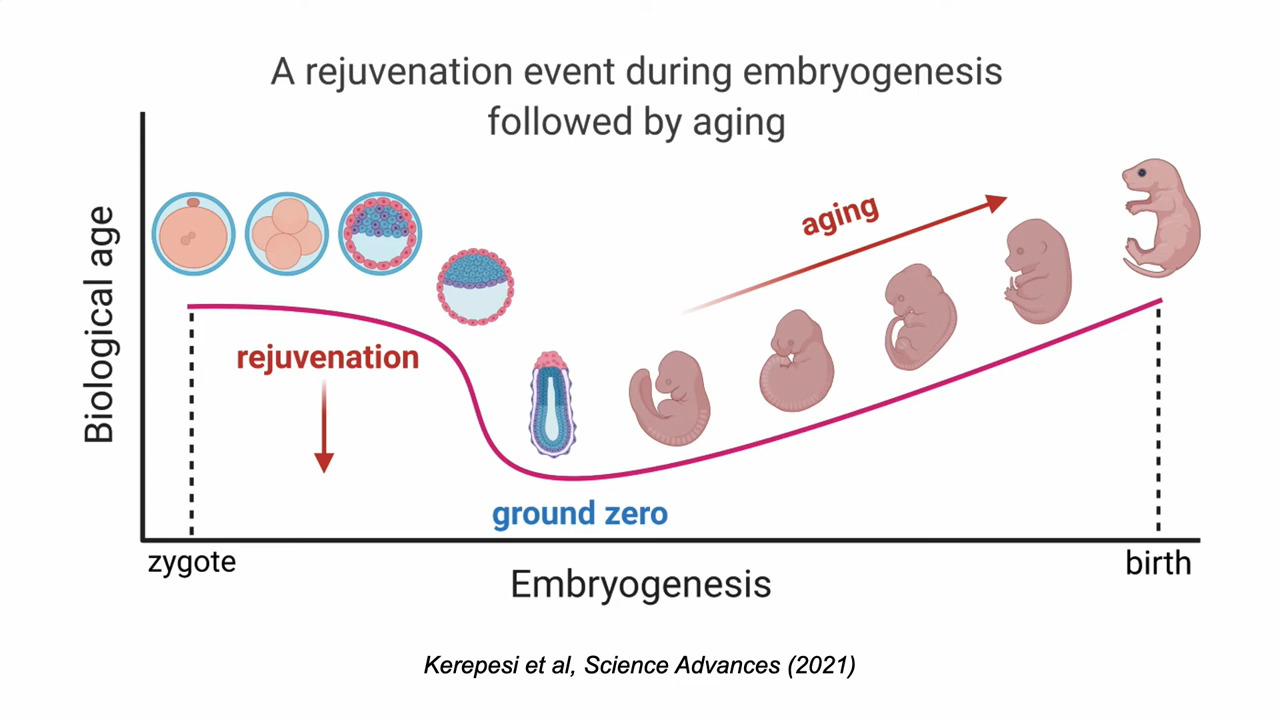 A rejuvenation event during embryogenesis
followed by aging
Biological age
aging
rejuvenation
ground zero
zygote
birth
Embryogenesis
Kerepesi et al, Science Advances (2021)